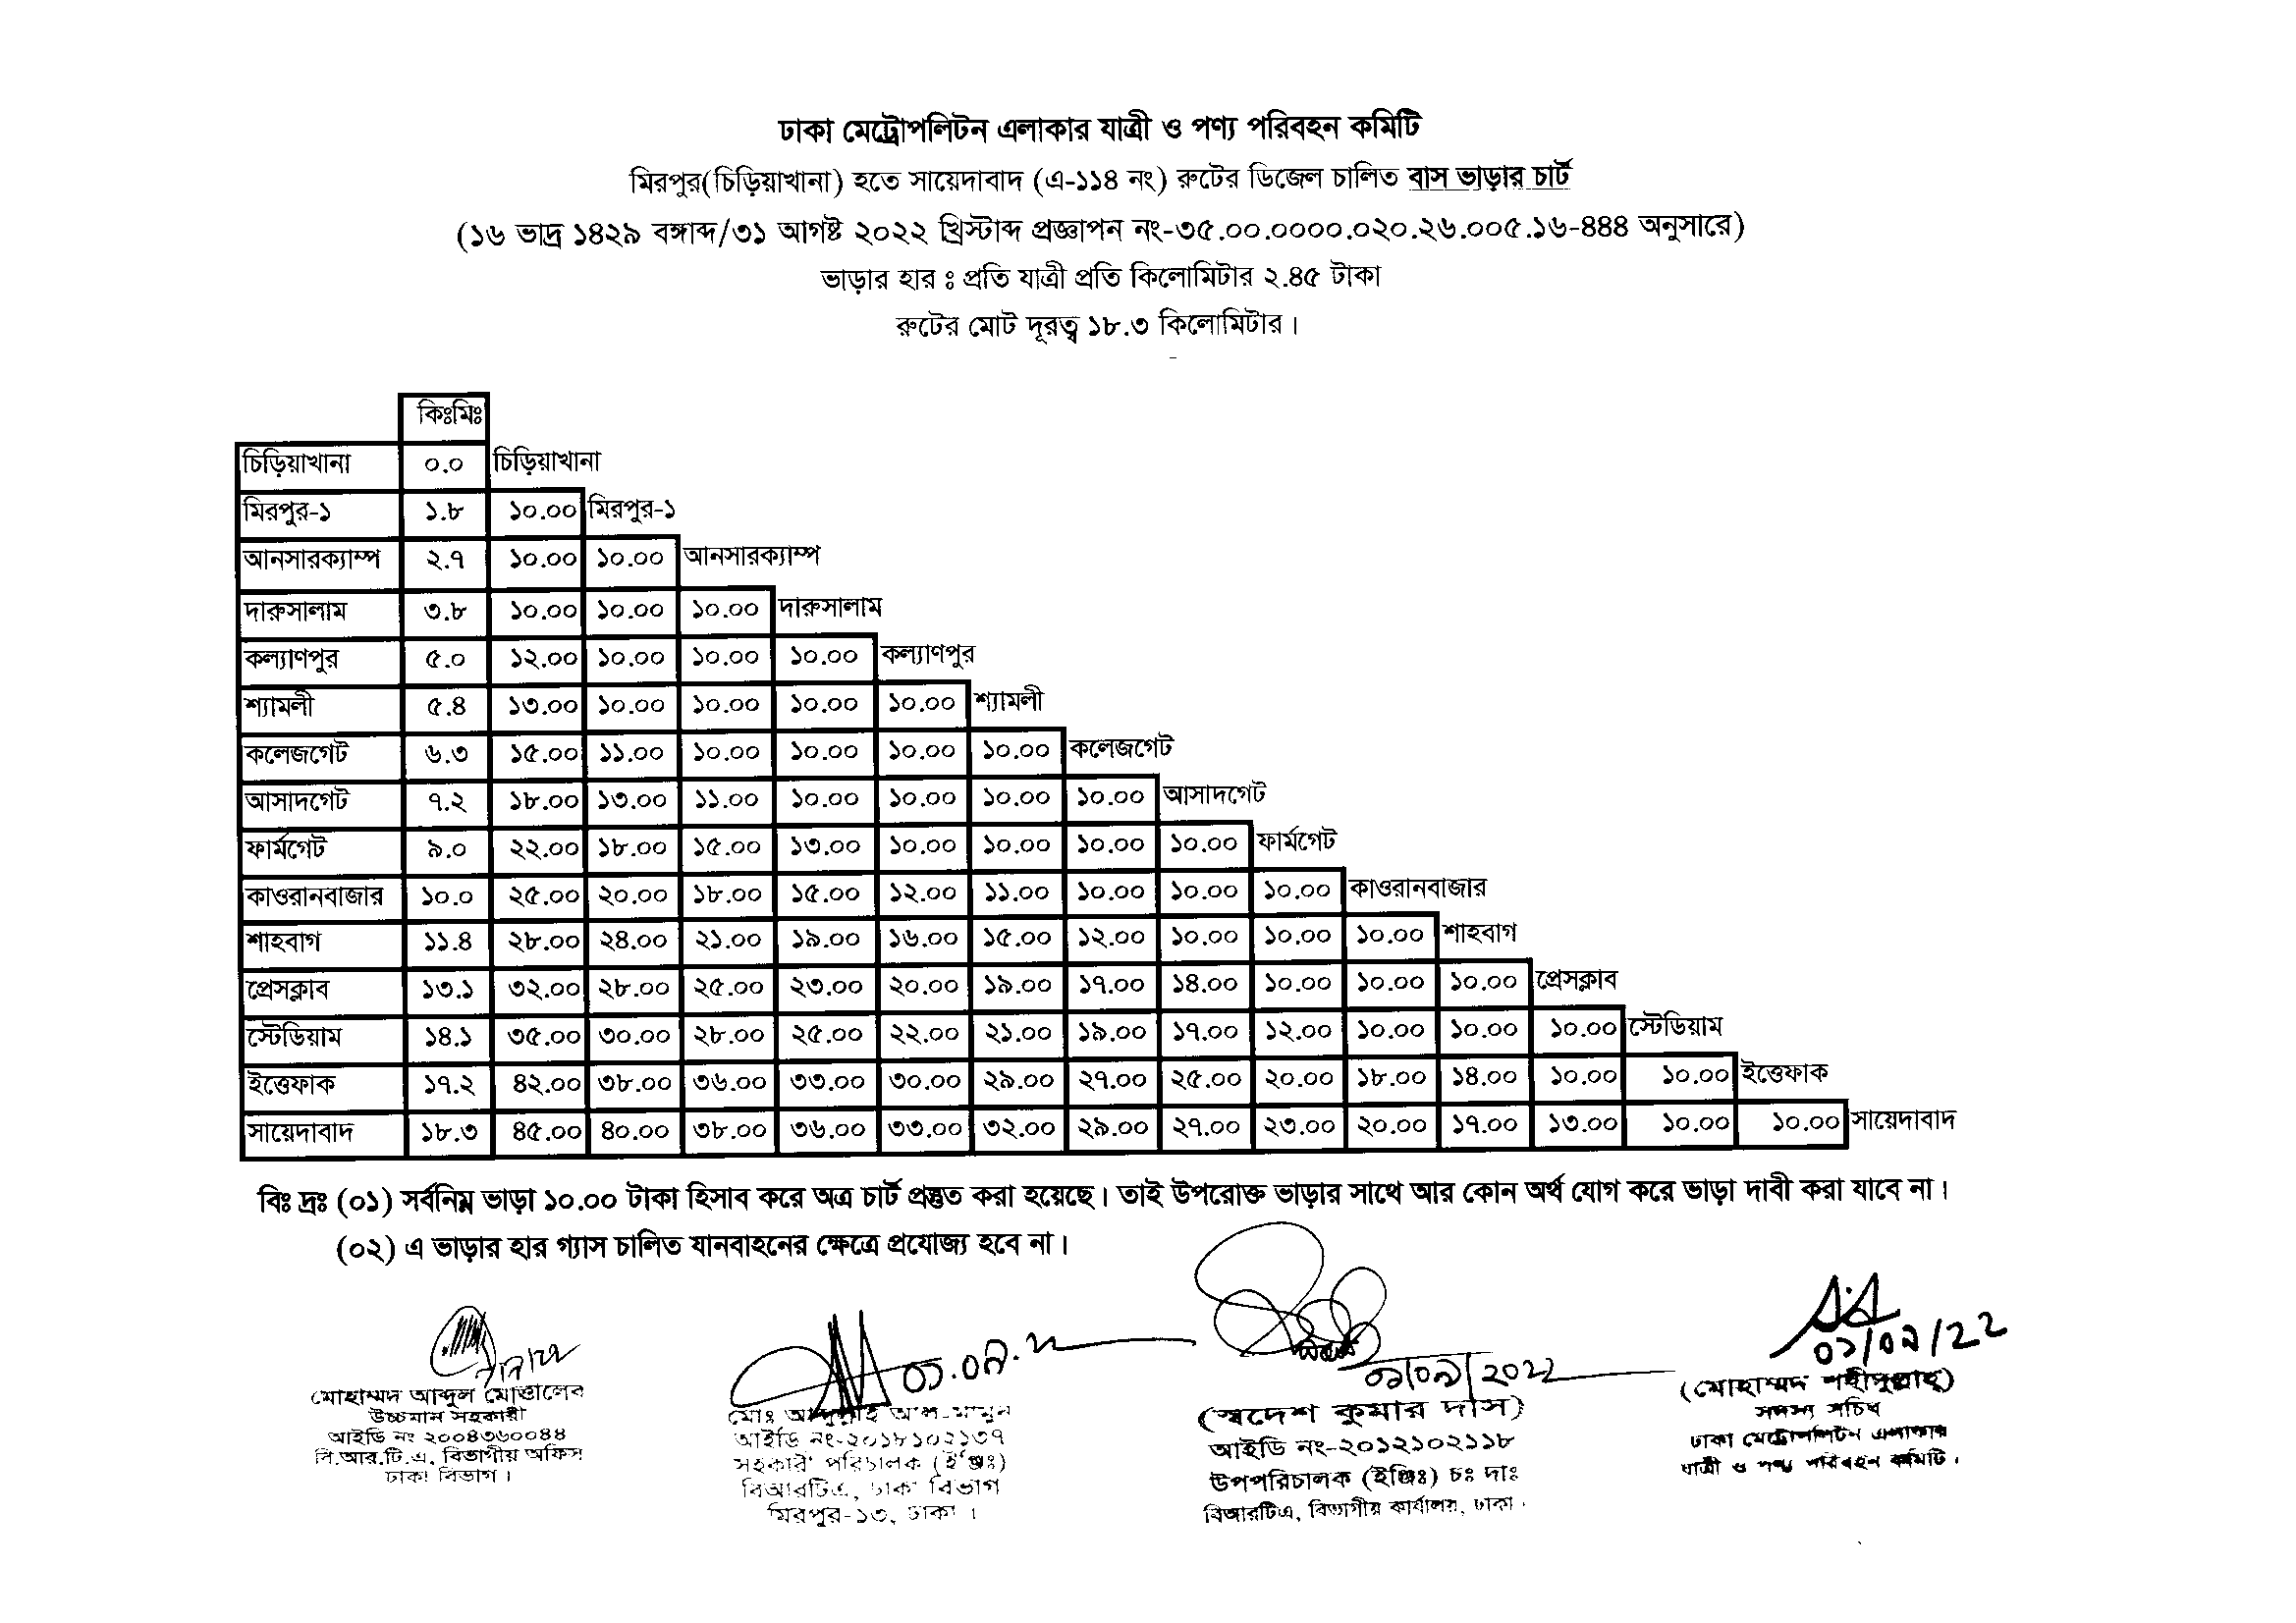 ঢাকা মেট্রোপলিটন এলাকার যাত্রী ও পণ্য পরিবহন কমিটি
মিরপুর(চিড়িয়াখানা) হতে সায়েদাবাদ (এ-১১৪ নং) রুটের ডিজেল চালিত বাস ভাড়ার চার্ট
(১৬ ভাদ্র ১৪২৯ বঙ্গাব্দ/৩১ আগষ্ট ২০২২ খ্রিস্টাব্দ প্রজ্ঞাপন নং-৩৫.০০.০০০০.০২০.২৬.০০৫.১৬-৪৪৪ অনুসারে)
ভাড়ার হার ঃ প্রতি যাত্রী প্রতি কিলোমিটার ২.৪৫ টাকা
রুটের মোট দূরত্ব ১৮.৩ কিলোমিটার।
কিঃমিঃ
চিড়িয়াখানা ০.০ চিড়িয়াখানা
মিরপুর-১ ১.৮ ১০.০০ মিরপুর-১
আনসারক্যাম্প ২.৭ ১০.০০ ১০.০০ আনসারক্যাম্প
দারুসালাম ৩.৮ ১০.০০ ১০.০০ ১০.০০ দারুসালাম
কল্যাণপুর ৫.০ ১২.০০ ১০.০০ ১০.০০ ১০.০০ কল্যাণপুর
শ্যামলী ৫.৪ ১৩.০০ ১০.০০ ১০.০০ ১০.০০ ১০.০০ শ্যামলী
কলেজগেট ৬.৩ ১৫.০০ ১১.০০ ১০.০০ ১০.০০ ১০.০০ ১০.০০ কলেজগেট
আসাদগেট ৭.২ ১৮.০০ ১৩.০০ ১১.০০ ১০.০০ ১০.০০ ১০.০০ ১০.০০ আসাদগেট
ফার্মগেট ৯.০ ২২.০০ ১৮.০০ ১৫.০০ ১৩.০০ ১০.০০ ১০.০০ ১০.০০ ১০.০০ ফার্মগেট
কাওরানবাজার ১০.০ ২৫.০০ ২০.০০ ১৮.০০ ১৫.০০ ১২.০০ ১১.০০ ১০.০০ ১০.০০ ১০.০০ কাওরানবাজার
শাহবাগ ১১.৪ ২৮.০০ ২৪.০০ ২১.০০ ১৯.০০ ১৬.০০ ১৫.০০ ১২.০০ ১০.০০ ১০.০০ ১০.০০ শাহবাগ
প্রেসক্লাব ১৩.১ ৩২.০০ ২৮.০০ ২৫.০০ ২৩.০০ ২০.০০ ১৯.০০ ১৭.০০ ১৪.০০ ১০.০০ ১০.০০ ১০.০০ প্রেসক্লাব
স্টেডিয়াম ১৪.১ ৩৫.০০ ৩০.০০ ২৮.০০ ২৫.০০ ২২.০০ ২১.০০ ১৯.০০ ১৭.০০ ১২.০০ ১০.০০ ১০.০০ ১০.০০ স্টেডিয়াম
ইত্তেফাক ১৭.২ ৪২.০০ ৩৮.০০ ৩৬.০০ ৩৩.০০ ৩০.০০ ২৯.০০ ২৭.০০ ২৫.০০ ২০.০০ ১৮.০০ ১৪.০০ ১০.০০ ১০.০০ ইত্তেফাক
সায়েদাবাদ ১৮.৩ ৪৫.০০ ৪০.০০ ৩৮.০০ ৩৬.০০ ৩৩.০০ ৩২.০০ ২৯.০০ ২৭.০০ ২৩.০০ ২০.০০ ১৭.০০ ১৩.০০ ১০.০০ ১০.০০ সায়েদাবাদ
বিঃ দ্রঃ (০১) সর্বনিম্ন ভাড়া ১০.০০ টাকা হিসাব করে অত্র চার্ট প্রস্তুত করা হয়েছে। তাই উপরোক্ত ভাড়ার সাথে আর কোন অর্থ যোগ করে ভাড়া দাবী করা যাবে না।
(০২) এ ভাড়ার হার গ্যাস চালিত যানবাহনের ক্ষেত্রে প্রযোজ্য হবে না।
মোহাম্মদ আব্দুল মোত্তালেব
উচ্চমান সহকারী
আইডি নং ২০০৪৩৬০০৪৪
বি.আর.টি.এ, বিভাগীয় অফিস
ঢাকা বিভাগ।
০১.০৯.২২
মোঃ আব্দুল্লাহ আল-মামুন
আইডি নং-২০১৮১০২১৩৭
সহকারী পরিচালক (ইঞ্জিঃ)
বিআরটিএ, ঢাকা বিভাগ
মিরপুর-১৩, ঢাকা।
০১/০৯/২০২২
(স্বদেশ কুমার দাস)
আইডি নং-২০১২১০২১১৮
উপপরিচালক (ইঞ্জিঃ) চঃ দাঃ
বিআরটিএ, বিভাগীয় কার্যালয়, ঢাকা।
০১/০৯/২২
(মোহাম্মদ শহীদুল্লাহ্)
সদস্য সচিব
ঢাকা মেট্রোপলিটন এলাকার
যাত্রী ও পণ্য পরিবহন কমিটি।